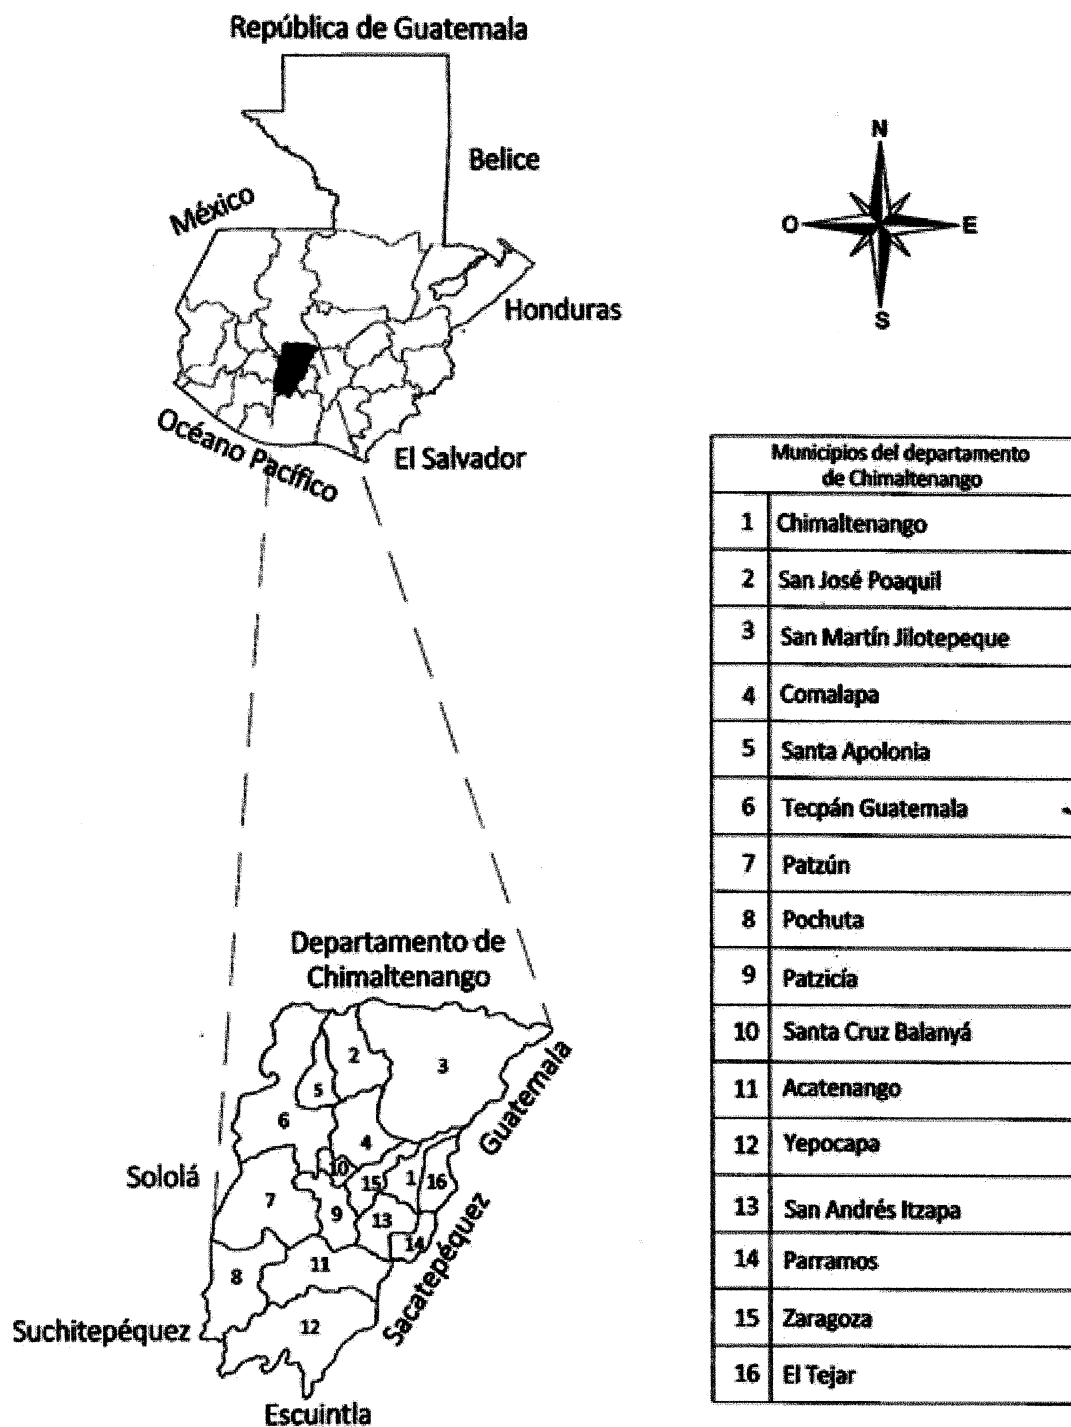 República de Guatemala
Belice
México
Honduras
Océano Pacífico
El Salvador
N
O
E
S
Municipios del departamento
de Chimaltenango
1 Chimaltenango
2 San José Poaquil
3 San Martín Jilotepeque
4 Comalapa
5 Santa Apolonia
6 Tecpán Guatemala
7 Patzún
8 Pochuta
9 Patzicía
10 Santa Cruz Balanyá
11 Acatenango
12 Yepocapa
13 San Andrés Itzapa
14 Parramos
15 Zaragoza
16 El Tejar
Departamento de
Chimaltenango
2
3
5
6
4
Guatemala
Sololá
10
15
1
16
7
9
13
14
8
11
Sacatepéquez
Suchitepéquez
12
Escuintla